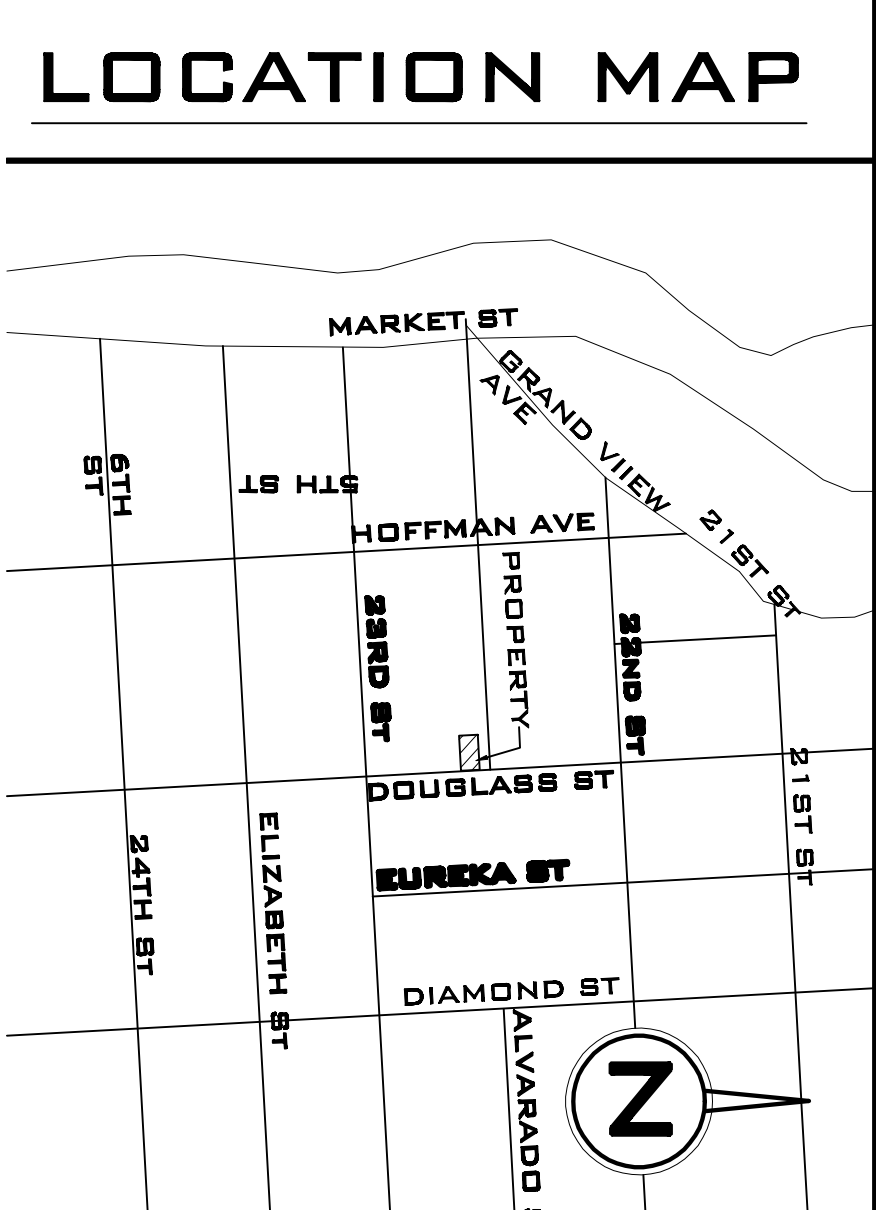 LOCATION MAP
MARKET ST
GRAND VIIEW
AVE
6TH
ST
5TH ST
21ST ST
HOFFMAN AVE
PROPERTY
23RD ST
22ND ST
21ST ST
DOUGLASS ST
ELIZABETH ST
24TH ST
EUREKA ST
DIAMOND ST
ALVARADO
N